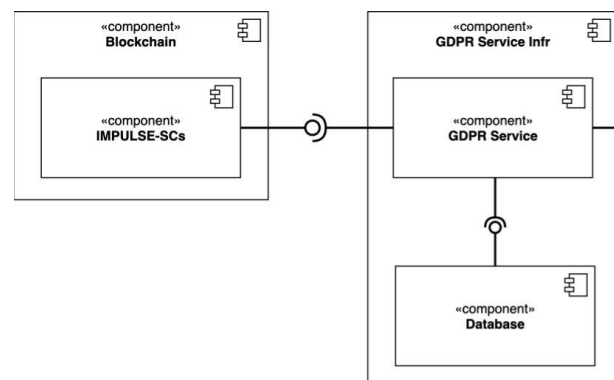 «component»
Blockchain
«component»
IMPULSE-SCs
«component»
GDPR Service Infr
«component»
GDPR Service
«component»
Database